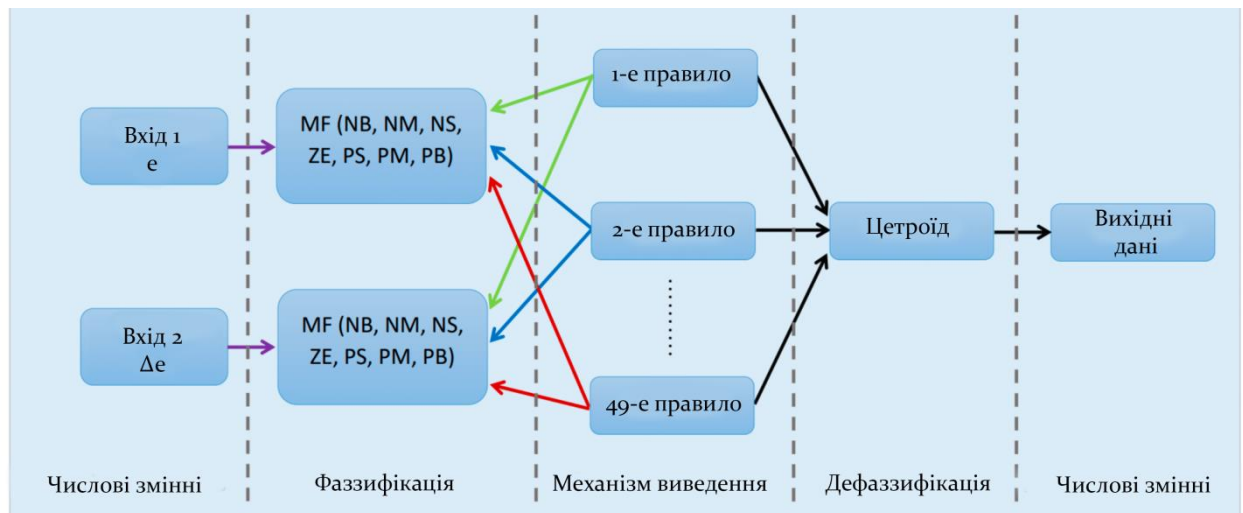 Вхід 1
e
Вхід 2
Δe
MF (NB, NM, NS,
ZE, PS, PM, PB)
MF (NB, NM, NS,
ZE, PS, PM, PB)
1-е правило
2-е правило
49-е правило
Цетроїд
Вихідні
дані
Числові змінні
Фаззифікація
Механізм виведення
Дефаззифікація
Числові змінні